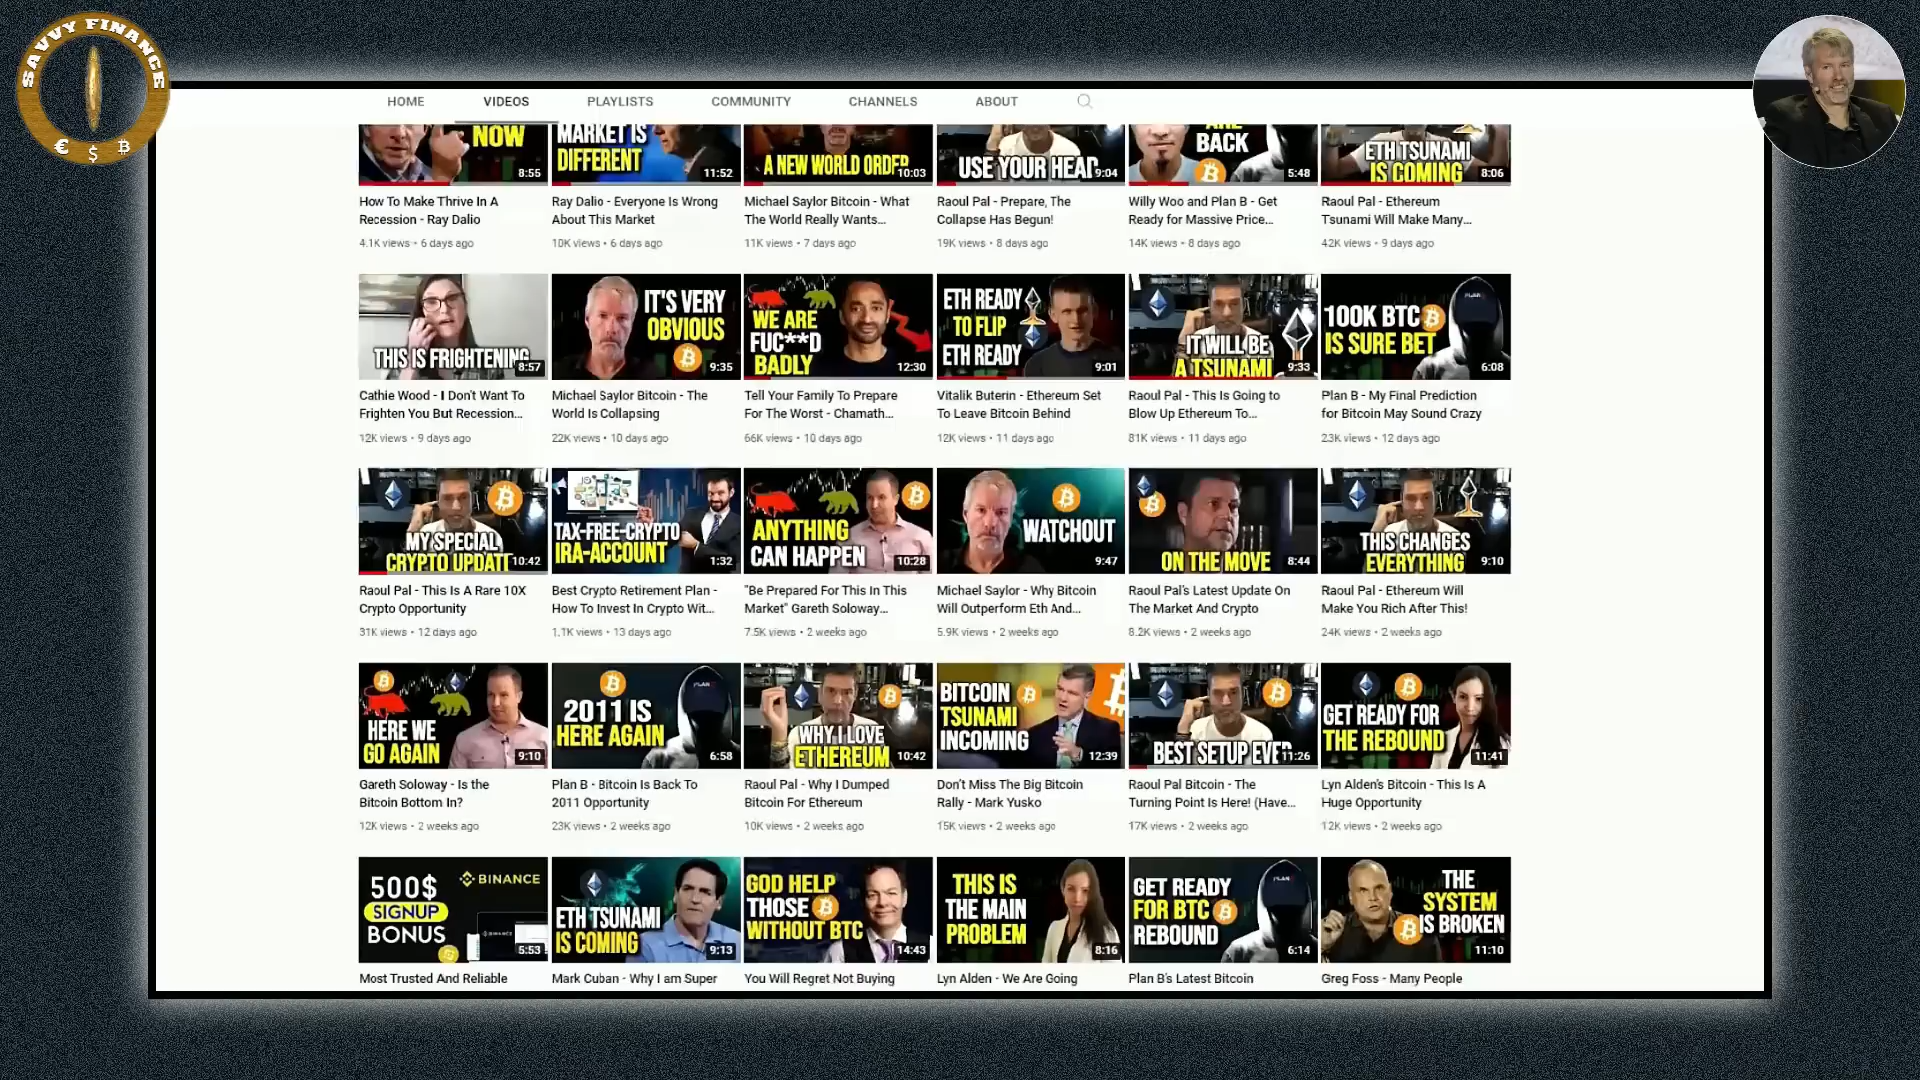 SAVVY FINANCE
€ $ ₿
HOME VIDEOS PLAYLISTS COMMUNITY CHANNELS ABOUT
NOW
8:55
MARKET IS
DIFFERENT
11:52
A NEW WORLD ORDER
10:03
USE YOUR HEAD
9:04
ARE
BACK
5:48
ETH TSUNAMI
IS COMING
8:06
How To Make Thrive In A
Recession - Ray Dalio
4.1K views • 6 days ago
Ray Dalio - Everyone Is Wrong
About This Market
10K views • 6 days ago
Michael Saylor Bitcoin - What
The World Really Wants...
11K views • 7 days ago
Raoul Pal - Prepare, The
Collapse Has Begun!
19K views • 8 days ago
Willy Woo and Plan B - Get
Ready for Massive Price...
14K views • 8 days ago
Raoul Pal - Ethereum
Tsunami Will Make Many...
42K views • 9 days ago
THIS IS FRIGHTENING
8:57
IT'S VERY
OBVIOUS
9:35
WE ARE
FUC**D
BADLY
12:30
ETH READY
TO FLIP
ETH READY
9:01
IT WILL BE
A TSUNAMI
9:33
100K BTC
IS SURE BET
PLAN
6:08
Cathie Wood - I Don't Want To
Frighten You But Recession...
12K views • 9 days ago
Michael Saylor Bitcoin - The
World Is Collapsing
22K views • 10 days ago
Tell Your Family To Prepare
For The Worst - Chamath...
66K views • 10 days ago
Vitalik Buterin - Ethereum Set
To Leave Bitcoin Behind
12K views • 11 days ago
Raoul Pal - This Is Going to
Blow Up Ethereum To...
81K views • 11 days ago
Plan B - My Final Prediction
for Bitcoin May Sound Crazy
23K views • 12 days ago
MY SPECIAL
CRYPTO UPDATE
10:42
TAX-FREE-CRYPTO
IRA-ACCOUNT
1:32
ANYTHING
CAN HAPPEN
10:28
WATCHOUT
9:47
ON THE MOVE
8:44
THIS CHANGES
EVERYTHING
9:10
Raoul Pal - This Is A Rare 10X
Crypto Opportunity
31K views • 12 days ago
Best Crypto Retirement Plan -
How To Invest In Crypto Wit...
1.1K views • 13 days ago
"Be Prepared For This In This
Market" Gareth Soloway...
7.5K views • 2 weeks ago
Michael Saylor - Why Bitcoin
Will Outperform Eth And...
5.9K views • 2 weeks ago
Raoul Pal's Latest Update On
The Market And Crypto
8.2K views • 2 weeks ago
Raoul Pal - Ethereum Will
Make You Rich After This!
24K views • 2 weeks ago
HERE WE
GO AGAIN
9:10
2011 IS
HERE AGAIN
PLAN
6:58
WHY I LOVE
ETHEREUM
10:42
BITCOIN
TSUNAMI
INCOMING
12:39
BEST SETUP EVER
11:26
GET READY FOR
THE REBOUND
11:41
Gareth Soloway - Is the
Bitcoin Bottom In?
12K views • 2 weeks ago
Plan B - Bitcoin Is Back To
2011 Opportunity
23K views • 2 weeks ago
Raoul Pal - Why I Dumped
Bitcoin For Ethereum
10K views • 2 weeks ago
Don't Miss The Big Bitcoin
Rally - Mark Yusko
15K views • 2 weeks ago
Raoul Pal Bitcoin - The
Turning Point Is Here! (Have...
17K views • 2 weeks ago
Lyn Alden's Bitcoin - This Is A
Huge Opportunity
12K views • 2 weeks ago
500$
SIGNUP
BONUS
BINANCE
5:53
ETH TSUNAMI
IS COMING
9:13
GOD HELP
THOSE
WITHOUT BTC
14:43
THIS IS
THE MAIN
PROBLEM
8:16
GET READY
FOR BTC
REBOUND
PLAN
6:14
THE
SYSTEM
IS BROKEN
11:10
Most Trusted And Reliable
Mark Cuban - Why I am Super
You Will Regret Not Buying
Lyn Alden - We Are Going
Plan B's Latest Bitcoin
Greg Foss - Many People